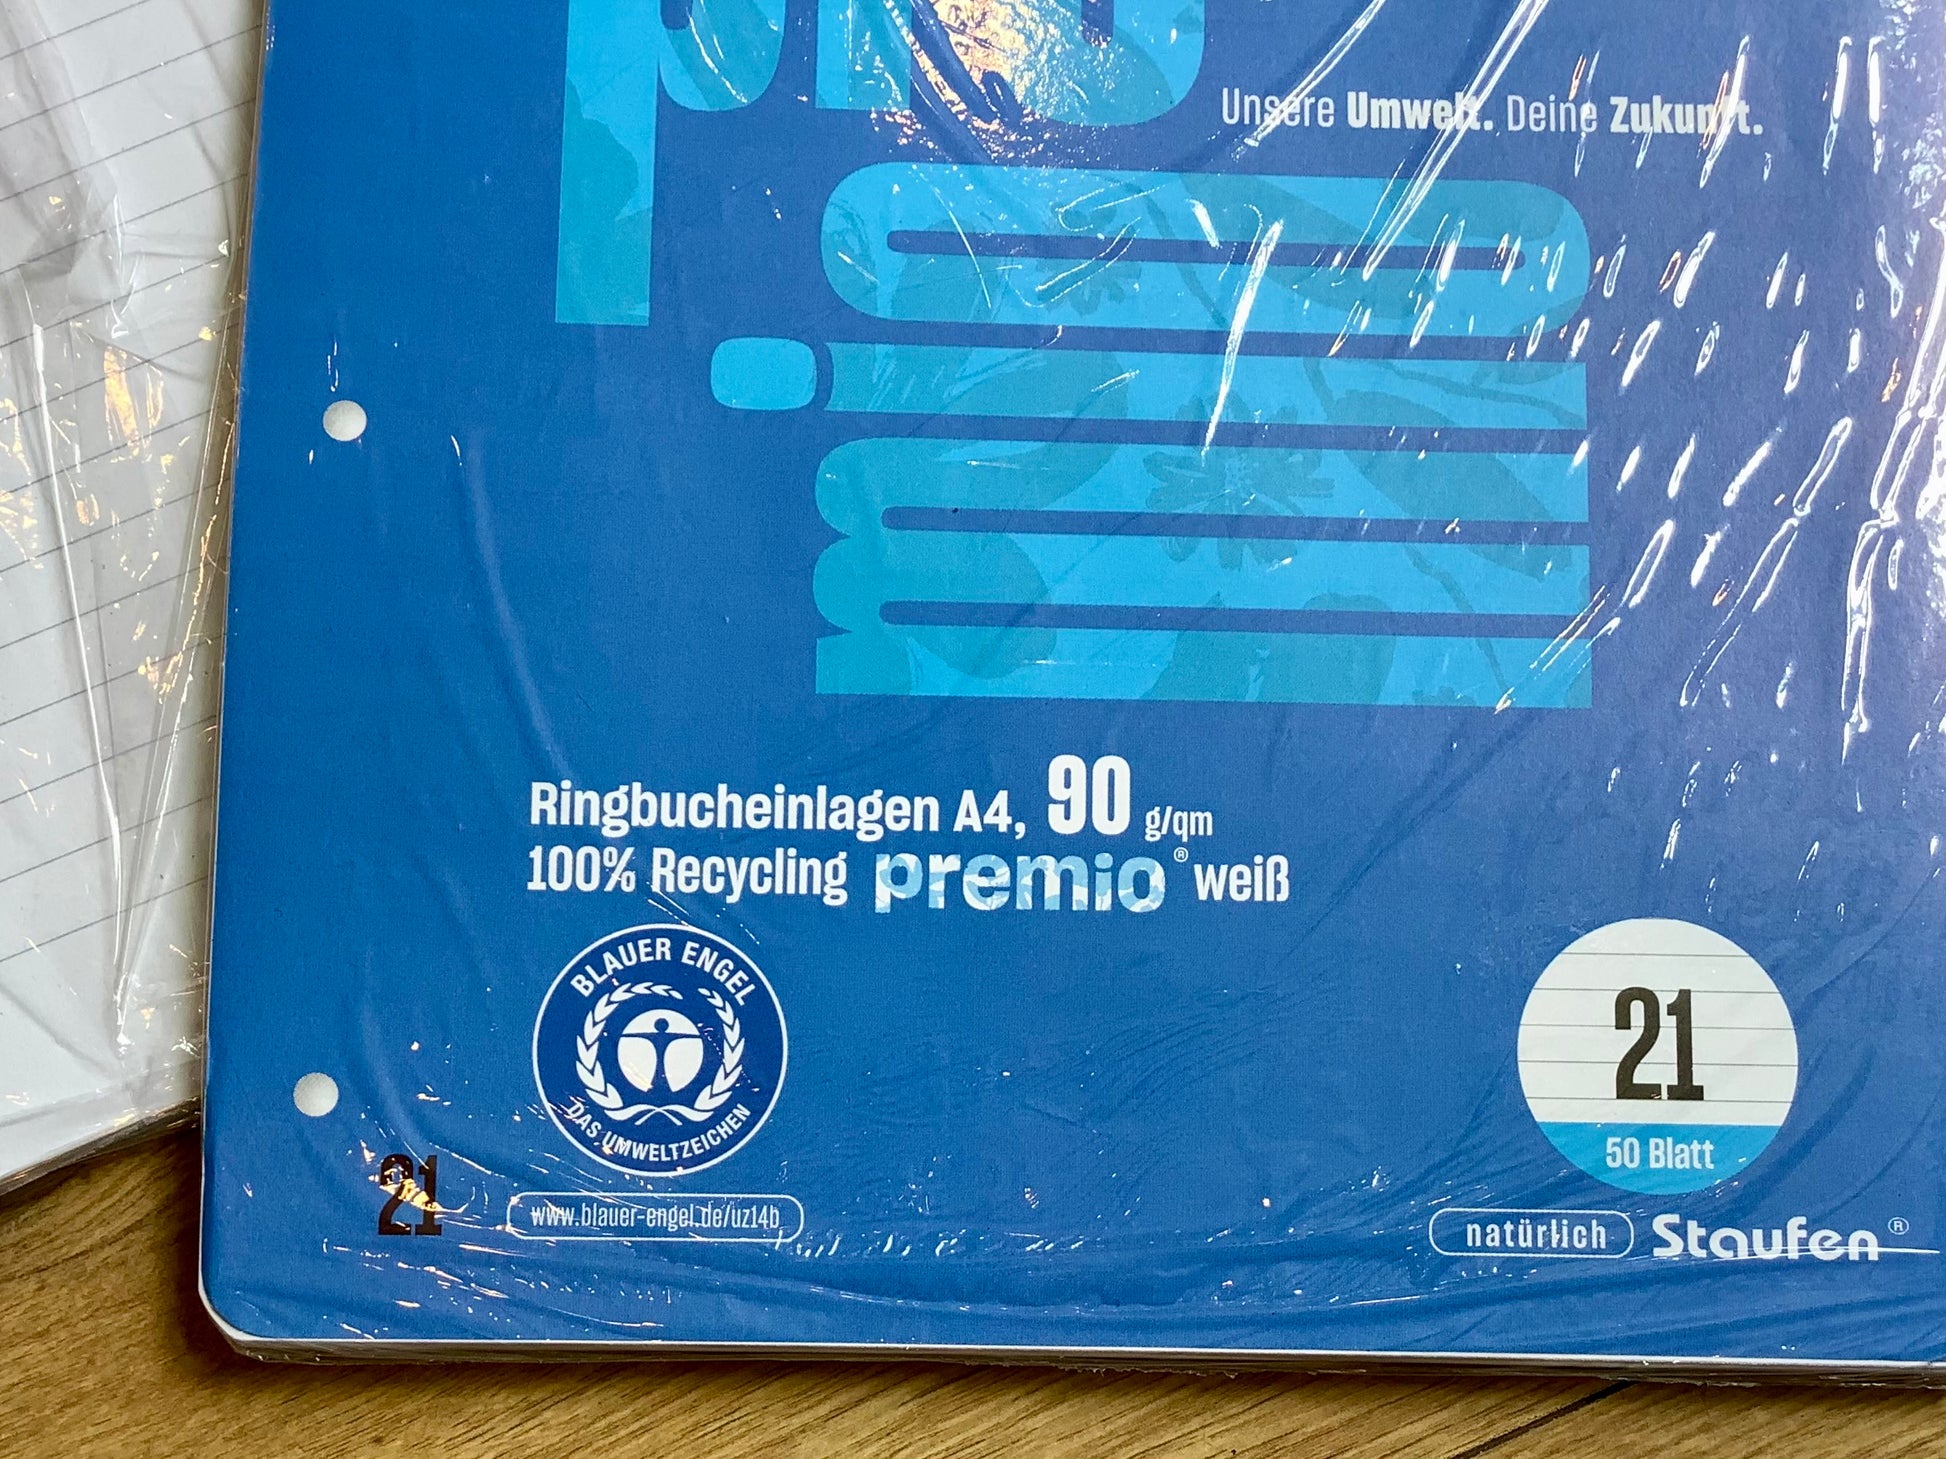 premio
Unsere Umwelt. Deine Zukunft.
Ringbucheinlagen A4, 90 g/qm
100% Recycling premio® weiß
BLAUER ENGEL
DAS UMWELTZEICHEN
www.blauer-engel.de/uz14b
21
21
50 Blatt
natürlich Staufen®